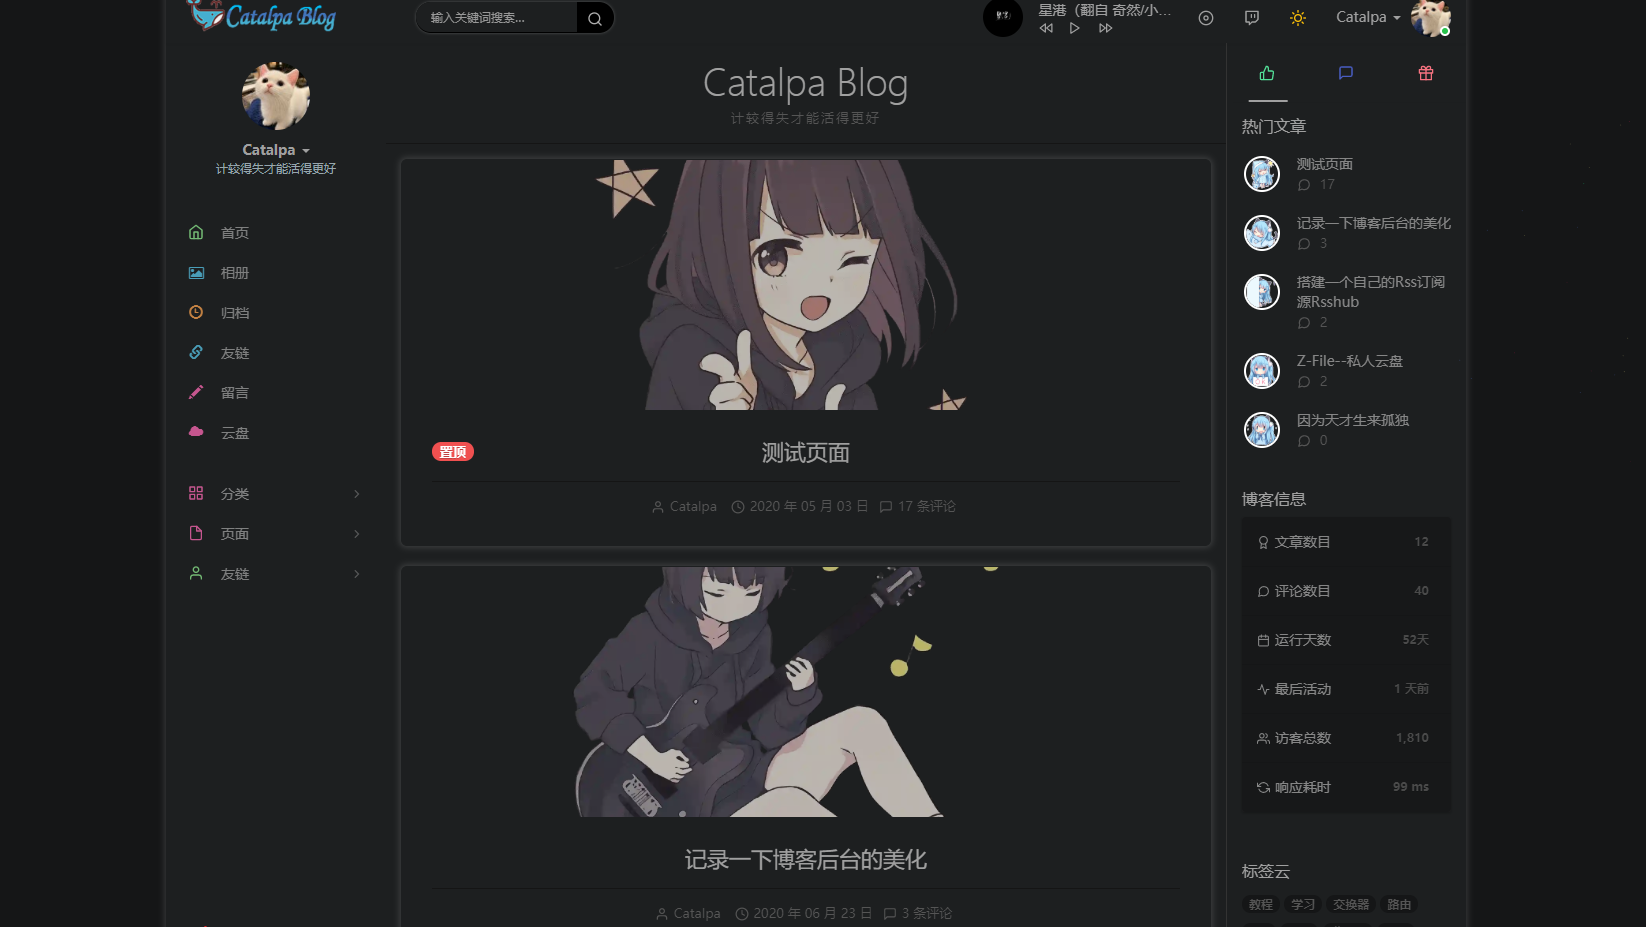 Catalpa Blog
输入关键词搜索...
星港（翻自 奇然/小...
Catalpa
Catalpa
计较得失才能活得更好
首页
相册
归档
友链
留言
云盘
分类
页面
友链
Catalpa Blog
计较得失才能活得更好
置顶
测试页面
Catalpa 2020 年 05 月 03 日 17 条评论
记录一下博客后台的美化
Catalpa 2020 年 06 月 23 日 3 条评论
热门文章
测试页面
17
记录一下博客后台的美化
3
搭建一个自己的Rss订阅
源Rsshub
2
Z-File--私人云盘
2
因为天才生来孤独
0
博客信息
文章数目 12
评论数目 40
运行天数 52天
最后活动 1 天前
访客总数 1,810
响应耗时 99 ms
标签云
教程 学习 交换器 路由